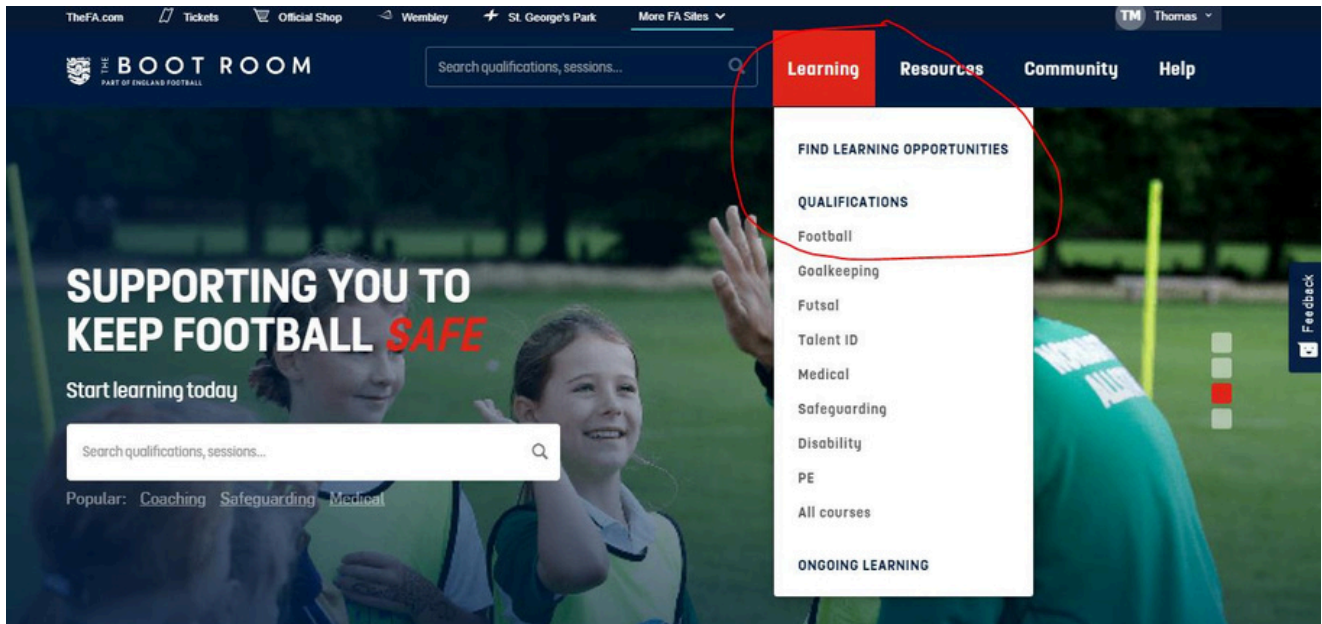 TheFA.com Tickets Official Shop Wembley St. George's Park More FA Sites TM Thomas
THE BOOT ROOM
PART OF ENGLAND FOOTBALL
Search qualifications, sessions...
Learning Resources Community Help
FIND LEARNING OPPORTUNITIES
QUALIFICATIONS
Football
Goalkeeping
Futsal
Talent ID
Medical
Safeguarding
Disability
PE
All courses
ONGOING LEARNING
SUPPORTING YOU TO
KEEP FOOTBALL SAFE
Start learning today
Search qualifications, sessions...
Popular: Coaching Safeguarding Medical
Feedback